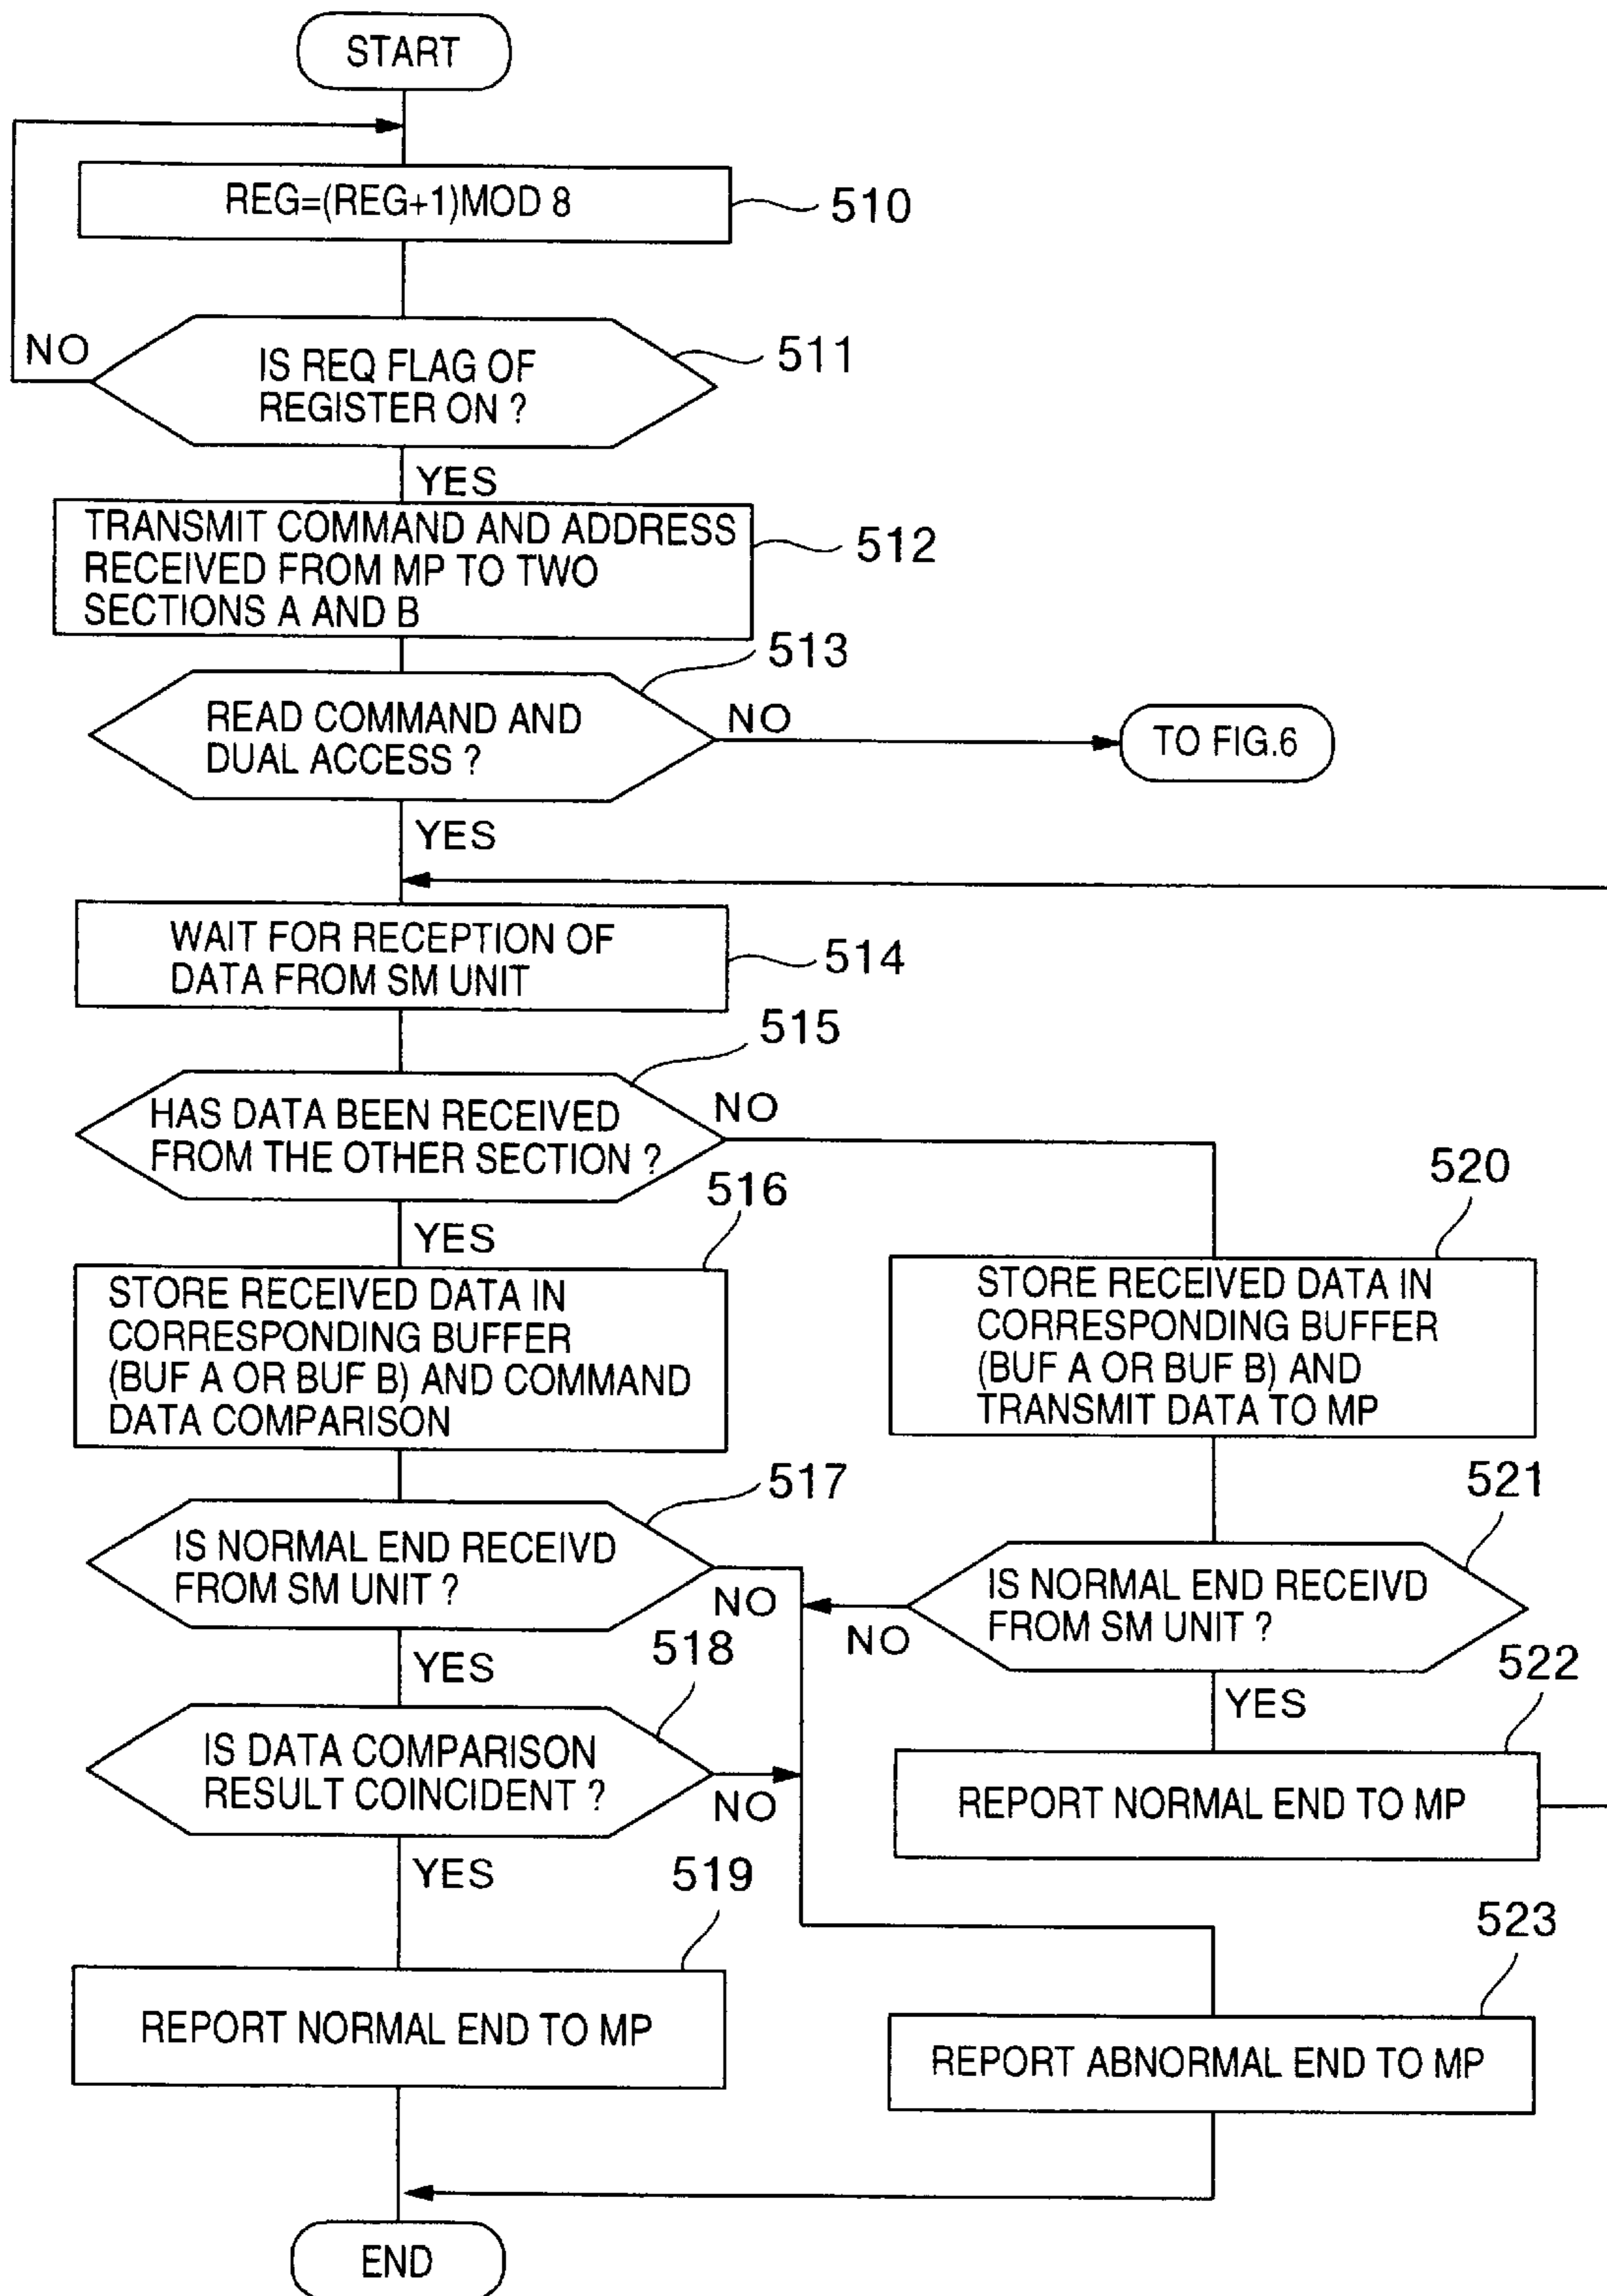 START
REG=(REG+1)MOD 8
510
NO
IS REQ FLAG OF
REGISTER ON ?
511
YES
TRANSMIT COMMAND AND ADDRESS
RECEIVED FROM MP TO TWO
SECTIONS A AND B
512
513
READ COMMAND AND
DUAL ACCESS ?
NO
TO FIG.6
YES
WAIT FOR RECEPTION OF
DATA FROM SM UNIT
514
515
HAS DATA BEEN RECEIVED
FROM THE OTHER SECTION ?
NO
516
520
YES
STORE RECEIVED DATA IN
CORRESPONDING BUFFER
(BUF A OR BUF B) AND COMMAND
DATA COMPARISON
STORE RECEIVED DATA IN
CORRESPONDING BUFFER
(BUF A OR BUF B) AND
TRANSMIT DATA TO MP
517
521
IS NORMAL END RECEIVD
FROM SM UNIT ?
NO
IS NORMAL END RECEIVD
FROM SM UNIT ?
NO
518
522
YES
YES
IS DATA COMPARISON
RESULT COINCIDENT ?
NO
REPORT NORMAL END TO MP
YES
519
523
REPORT NORMAL END TO MP
REPORT ABNORMAL END TO MP
END